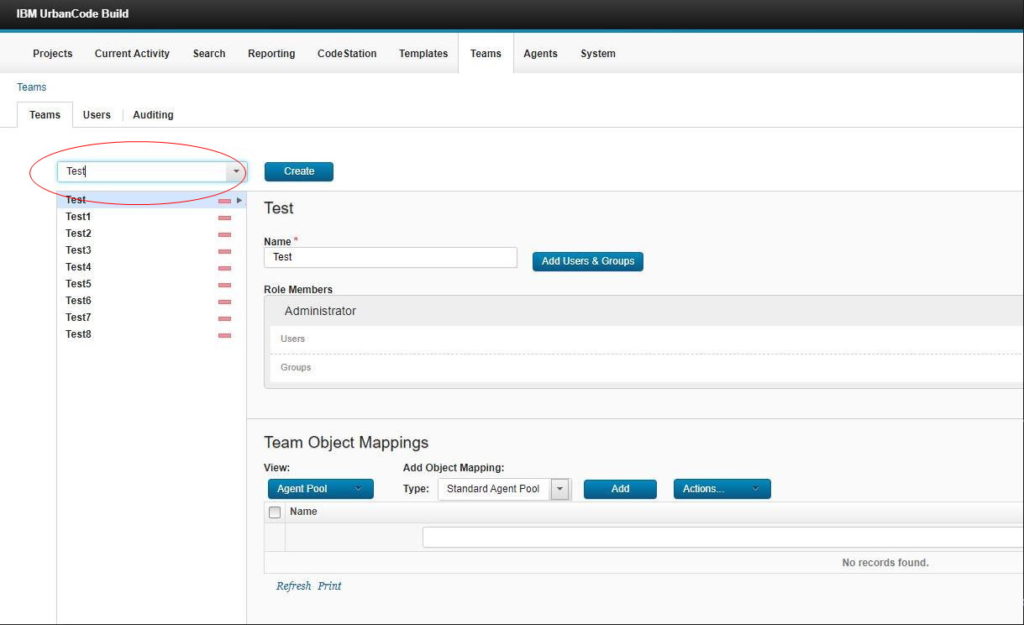 IBM UrbanCode Build
Projects Current Activity Search Reporting CodeStation Templates Teams Agents System
Teams
Teams Users Auditing
Test Create
Test
Test1
Test2
Test3
Test4
Test5
Test6
Test7
Test8
Test
Name *
Test Add Users & Groups
Role Members
Administrator
Users
Groups
Team Object Mappings
View: Add Object Mapping:
Agent Pool Type: Standard Agent Pool Add Actions...
Name
No records found.
Refresh Print